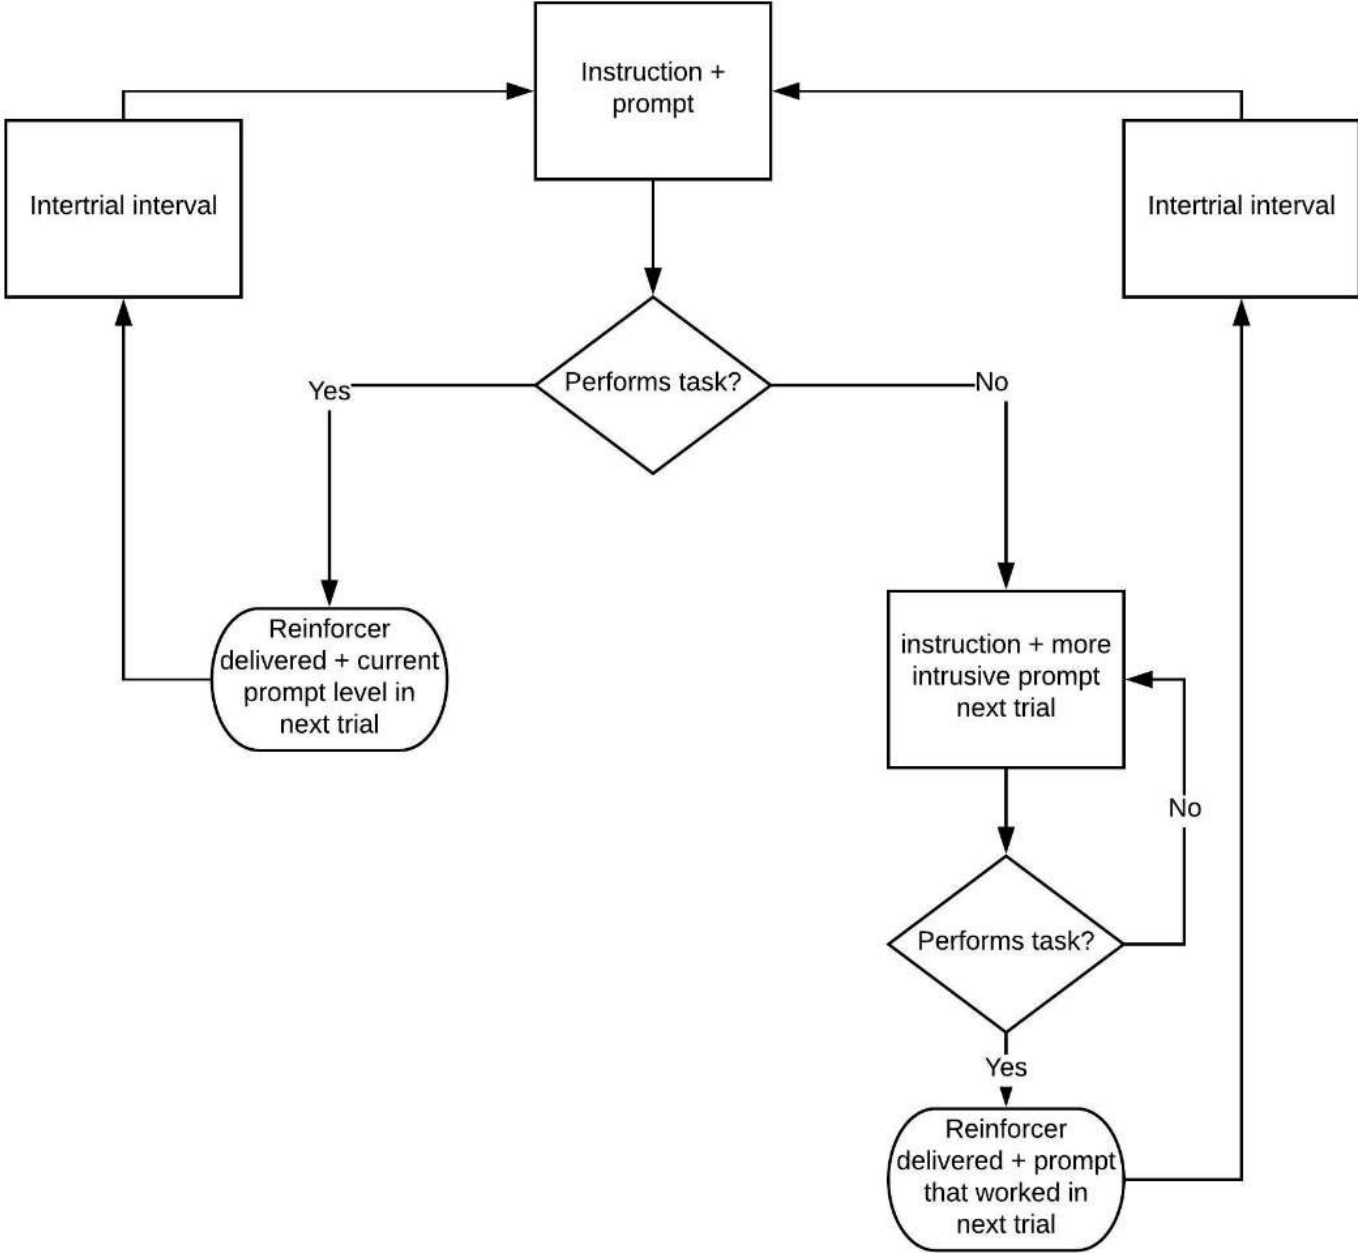 Instruction +
prompt
Intertrial interval
Intertrial interval
Performs task?
Yes
No
Reinforcer
delivered + current
prompt level in
next trial
instruction + more
intrusive prompt
next trial
No
Performs task?
Yes
Reinforcer
delivered + prompt
that worked in
next trial